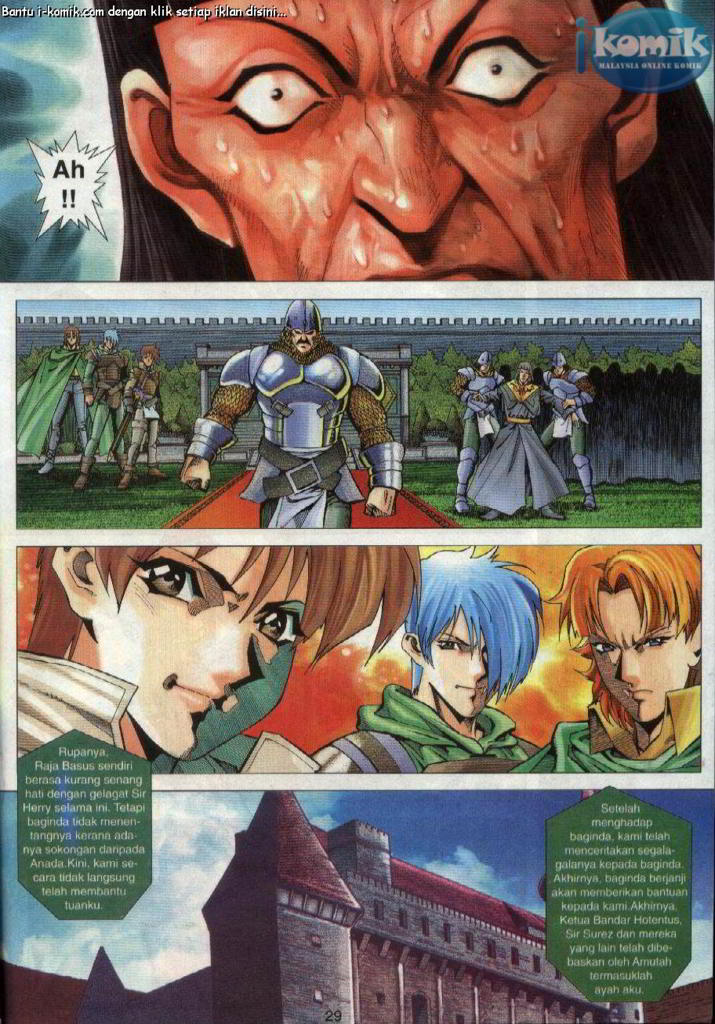 Bantu i-komik.com dengan klik setiap iklan disini...
ikomik
MALAYSIA ONLINE KOMIK
Ah
!!
Rupanya,
Raja Basus sendiri
berasa kurang senang
hati dengan gelagat Sir
Herry selama ini. Tetapi
baginda tidak menen-
tangnya kerana ada-
nya sokongan daripada
Anada.Kini, kami se-
cara tidak langsung
telah membantu
tuanku.
Setelah
menghadap
baginda, kami telah
menceritakan segala-
galanya kepada baginda.
Akhirnya, baginda berjanji
akan memberikan bantuan
kepada kami.Akhirnya,
Ketua Bandar Hotentus,
Sir Surez dan mereka
yang lain telah dibe-
baskan oleh Amutah
termasuklah
ayah aku.
29